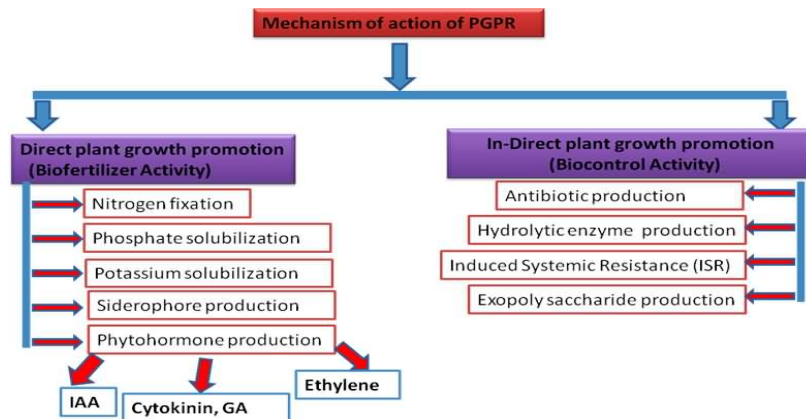 Mechanism of action of PGPR
Direct plant growth promotion
(Biofertilizer Activity)
Nitrogen fixation
Phosphate solubilization
Potassium solubilization
Siderophore production
Phytohormone production
IAA
Cytokinin, GA
Ethylene
In-Direct plant growth promotion
(Biocontrol Activity)
Antibiotic production
Hydrolytic enzyme production
Induced Systemic Resistance (ISR)
Exopoly saccharide production